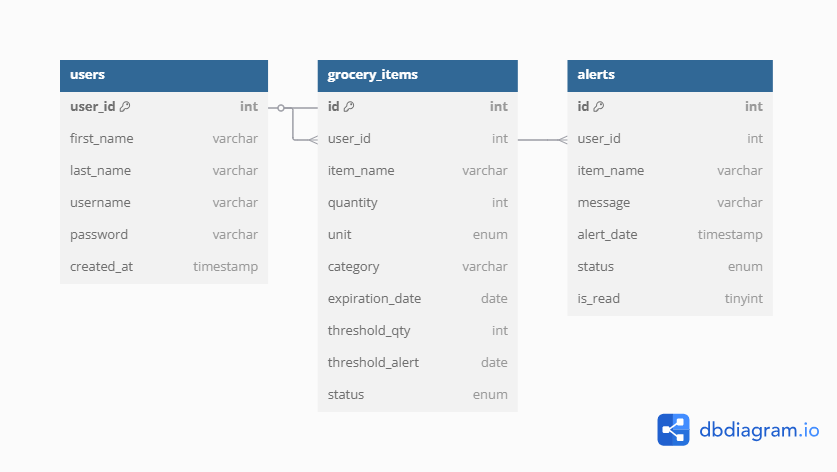 users
user_id int
first_name varchar
last_name varchar
username varchar
password varchar
created_at timestamp
grocery_items
id int
user_id int
item_name varchar
quantity int
unit enum
category varchar
expiration_date date
threshold_qty int
threshold_alert date
status enum
alerts
id int
user_id int
item_name varchar
message varchar
alert_date timestamp
status enum
is_read tinyint
dbdiagram.io